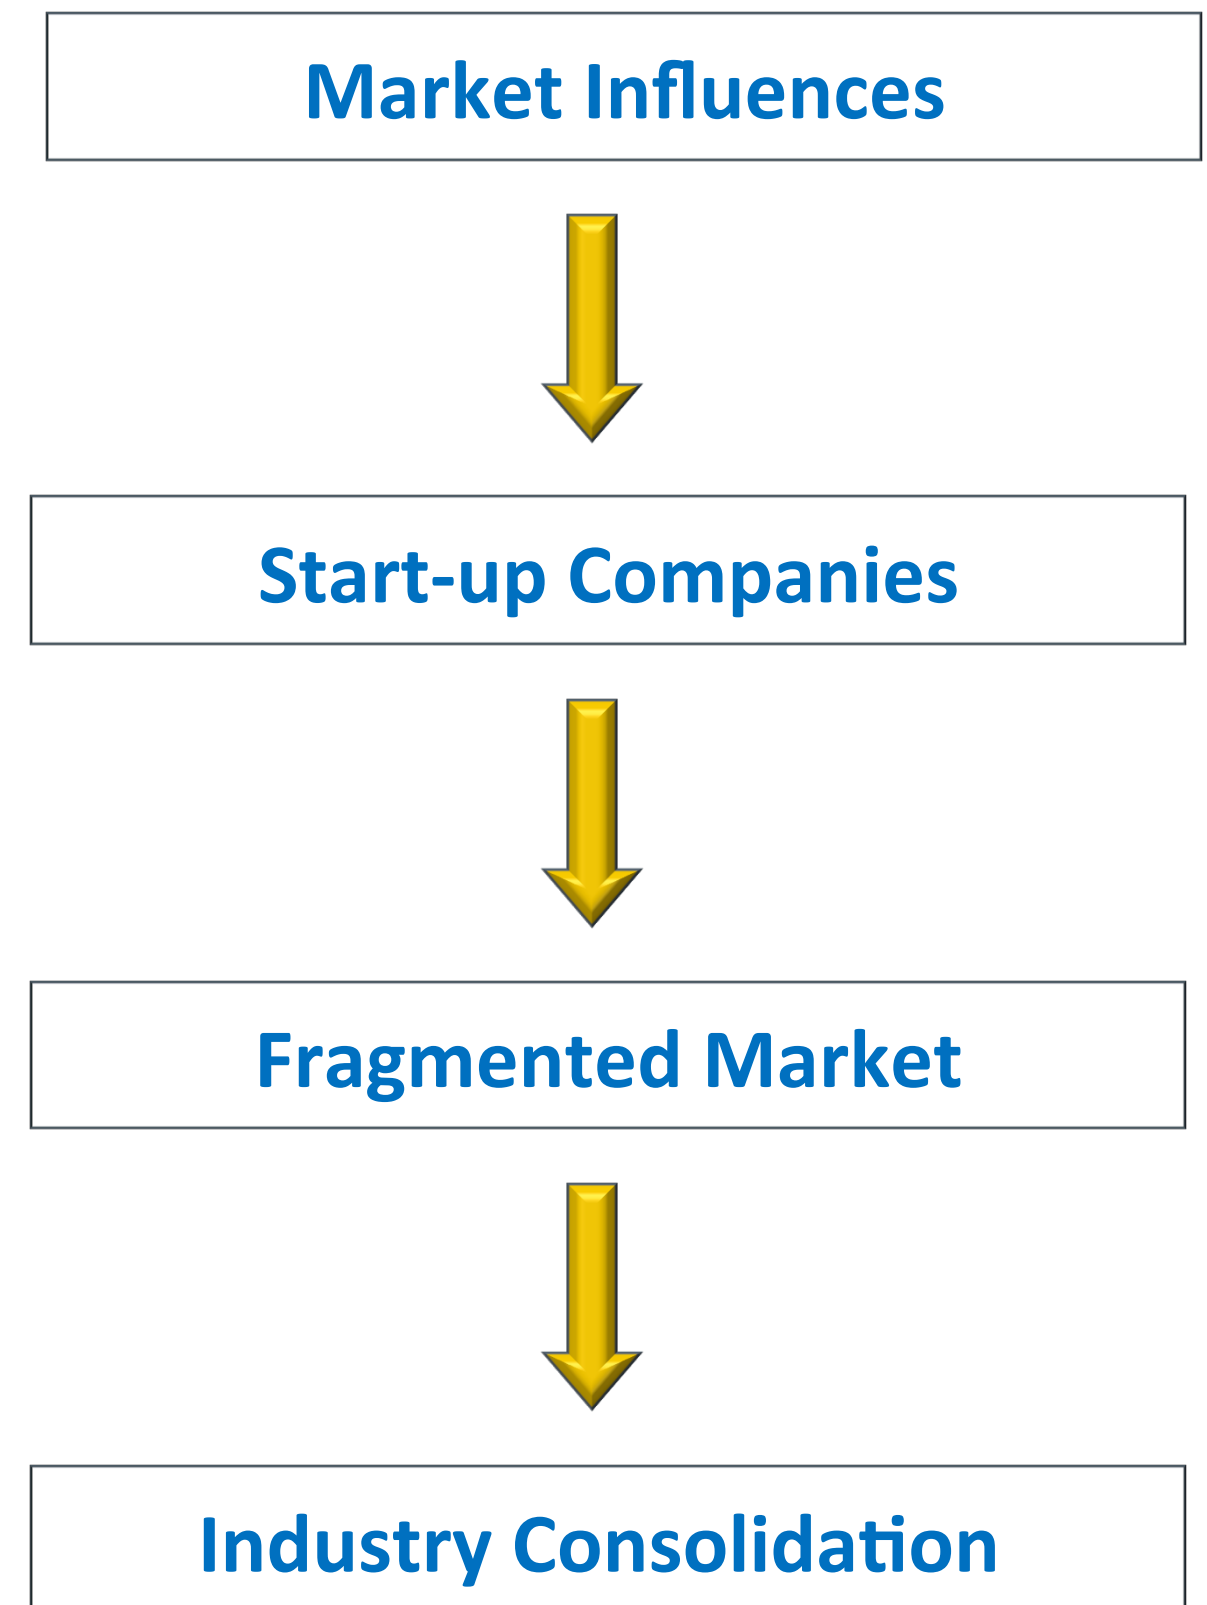 Market Influences
Start-up Companies
Fragmented Market
Industry Consolidation